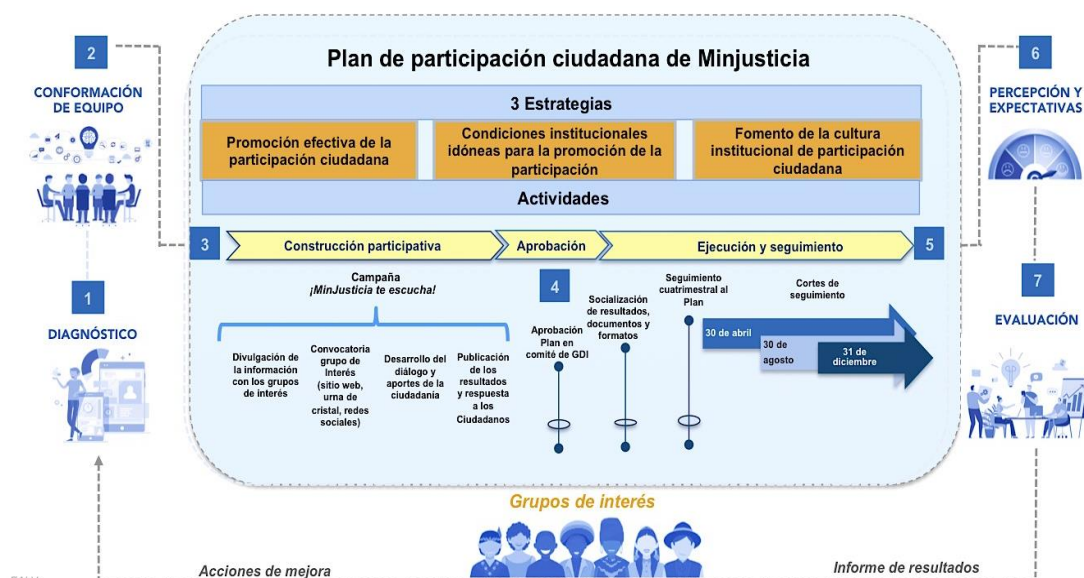 Plan de participación ciudadana de Minjusticia
3 Estrategias
Promoción efectiva de la
participación ciudadana
Condiciones institucionales
idóneas para la promoción de la
participación
Fomento de la cultura
institucional de participación
ciudadana
Actividades
2
CONFORMACIÓN
DE EQUIPO
1
DIAGNÓSTICO
3
Construcción participativa
Aprobación
Ejecución y seguimiento
5
Campaña
¡MinJusticia te escucha!
Divulgación de
la información
con los grupos
de interés
Convocatoria
grupo de
Interés
(sitio web,
urna de
cristal, redes
sociales)
Desarrollo del
diálogo y
aportes de la
ciudadanía
Publicación
de los
resultados
y respuesta
a los
Ciudadanos
4
Aprobación
Plan en
comité de GDI
Socialización
de resultados,
documentos y
formatos
Seguimiento
cuatrimestral al
Plan
Cortes de
seguimiento
30 de abril
30 de
agosto
31 de
diciembre
6
PERCEPCIÓN Y
EXPECTATIVAS
7
EVALUACIÓN
Grupos de interés
Acciones de mejora
Informe de resultados